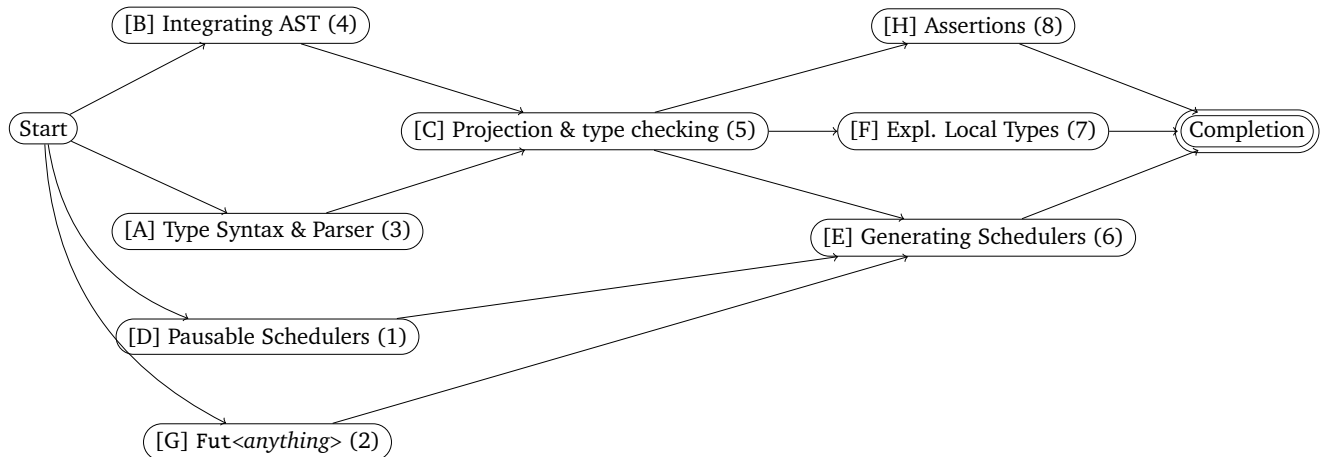 [B] Integrating AST (4)
[H] Assertions (8)
Start
[C] Projection & type checking (5)
[F] Expl. Local Types (7)
Completion
[A] Type Syntax & Parser (3)
[E] Generating Schedulers (6)
[D] Pausable Schedulers (1)
[G] Fut<anything> (2)